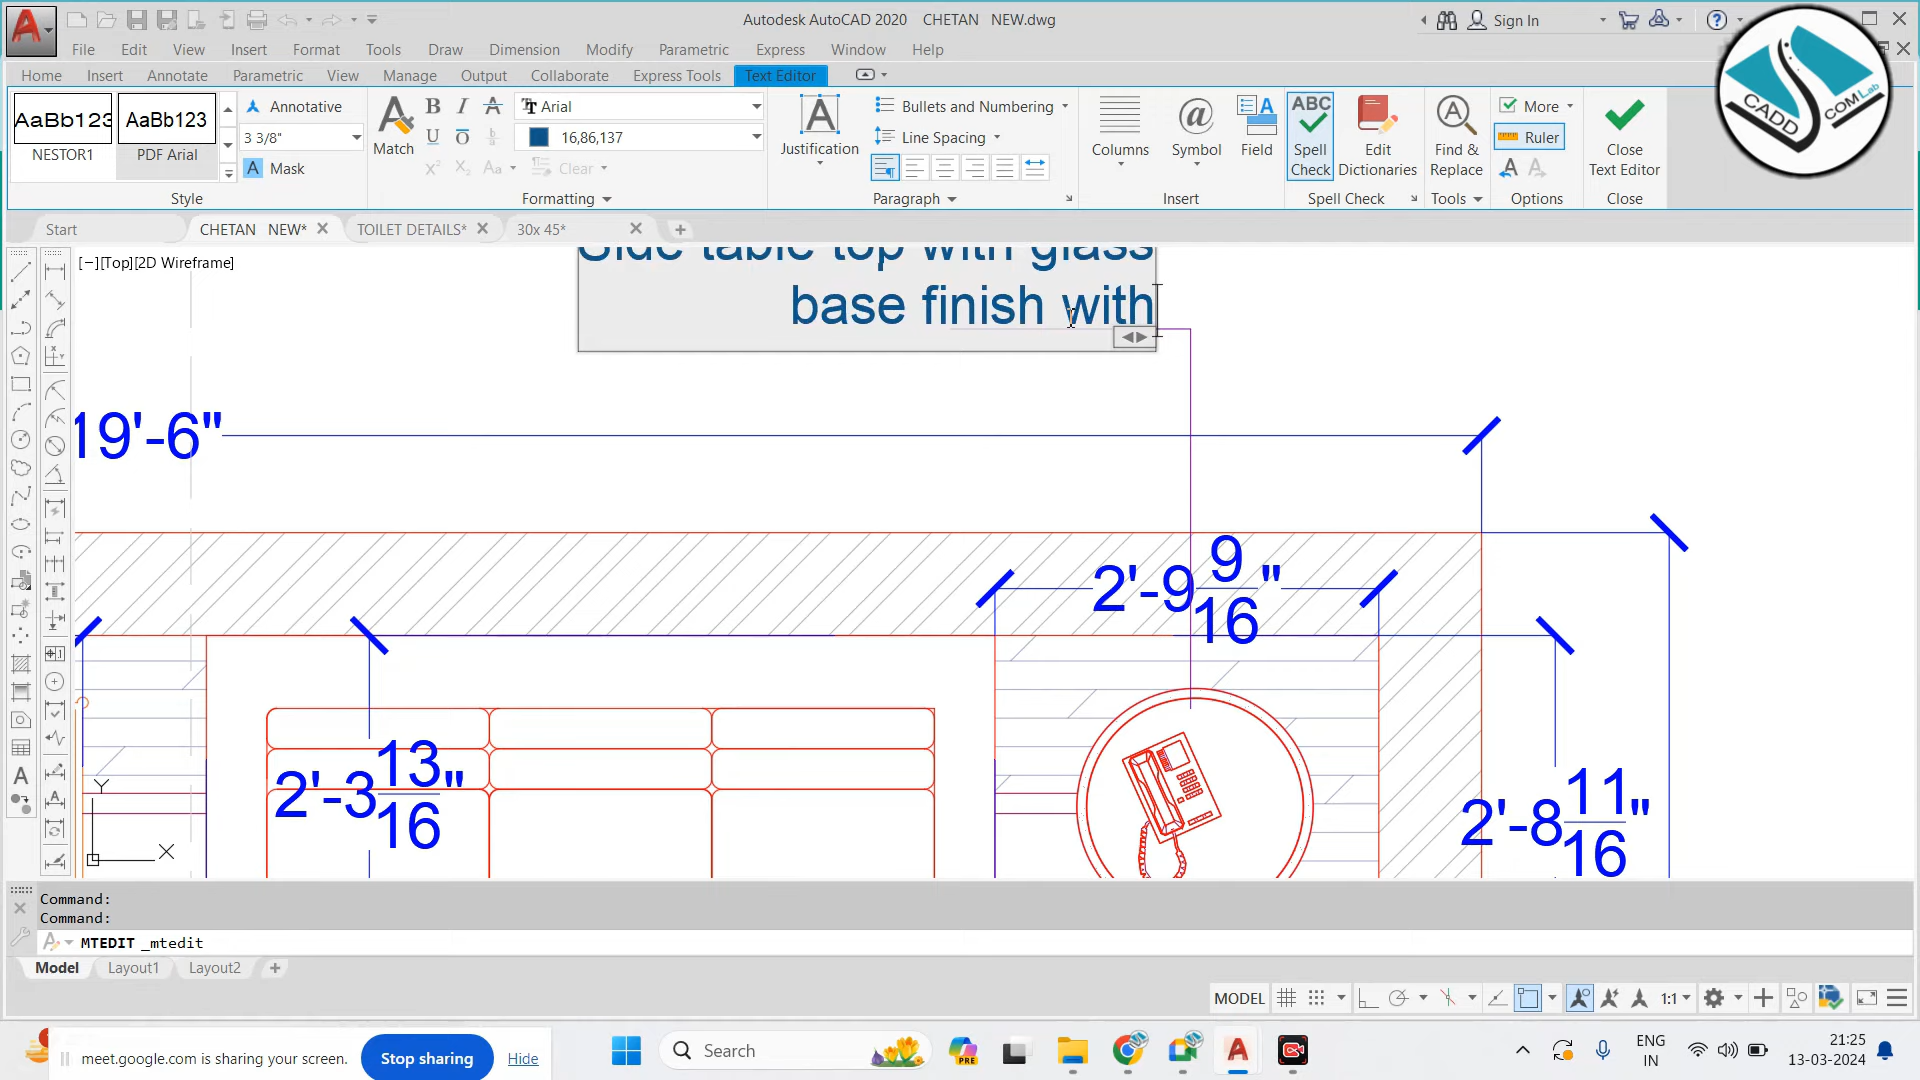 Autodesk AutoCAD 2020 CHETAN NEW.dwg
Sign In
File Edit View Insert Format Tools Draw Dimension Modify Parametric Express Window Help
Home Insert Annotate Parametric View Manage Output Collaborate Express Tools Text Editor
AaBb123 AaBb123
NESTOR1 PDF Arial
Annotative
3 3/8"
Mask
Style
Match
Arial
16,86,137
Clear
Formatting
Justification
Bullets and Numbering
Line Spacing
Paragraph
Columns
Symbol
Field
Insert
ABC
Spell
Check
Edit
Dictionaries
Spell Check
Find &
Replace
Tools
More
Ruler
Options
Close
Text Editor
Close
CADD COM Lab
Start CHETAN NEW* TOILET DETAILS* 30x 45*
[−][Top][2D Wireframe]
Side table top with glass
base finish with
19'-6"
2'-9 9/16"
2'-3 13/16"
2'-8 11/16"
Y
X
Command:
Command:
MTEDIT _mtedit
Model Layout1 Layout2
MODEL
1:1
meet.google.com is sharing your screen.
Stop sharing
Hide
Search
PRE
ENG
IN
21:25
13-03-2024